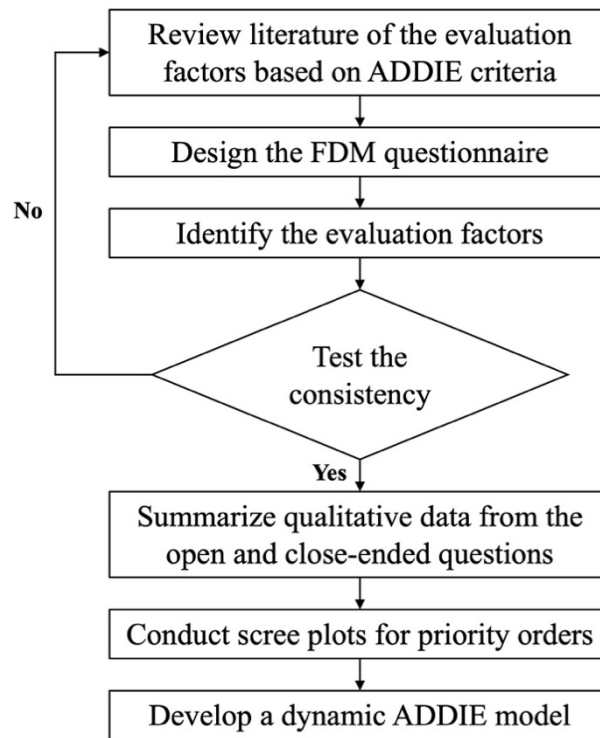 Review literature of the evaluation
factors based on ADDIE criteria
Design the FDM questionnaire
No
Identify the evaluation factors
Test the
consistency
Yes
Summarize qualitative data from the
open and close-ended questions
Conduct scree plots for priority orders
Develop a dynamic ADDIE model